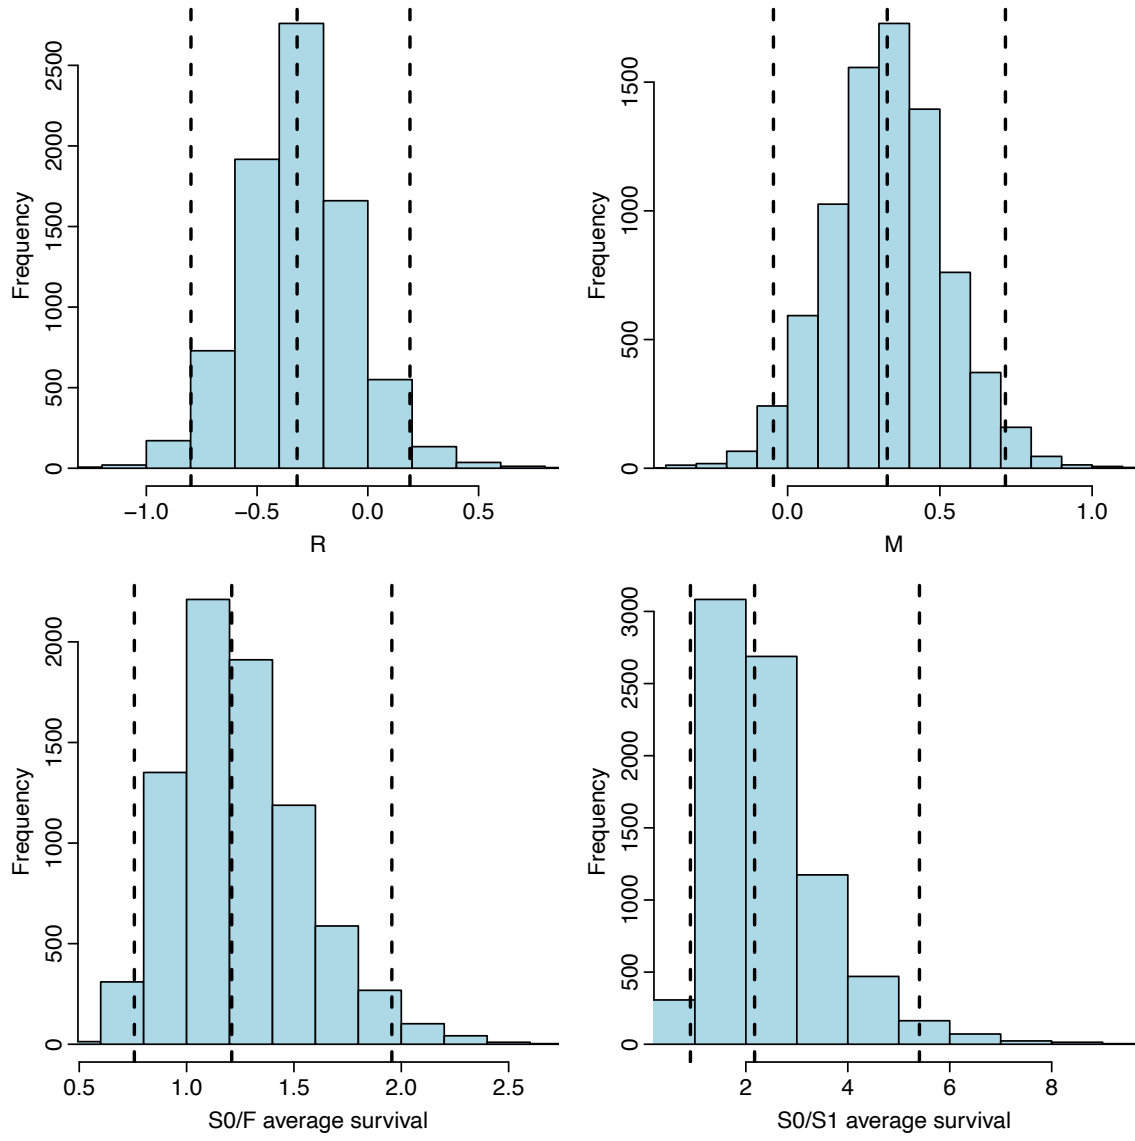 Frequency
0 500 1000 1500 2000 2500
−1.0 −0.5 0.0 0.5
R
Frequency
0 500 1000 1500
0.0 0.5 1.0
M
Frequency
0 500 1000 1500 2000
0.5 1.0 1.5 2.0 2.5
S0/F average survival
Frequency
0 500 1000 1500 2000 2500 3000
2 4 6 8
S0/S1 average survival